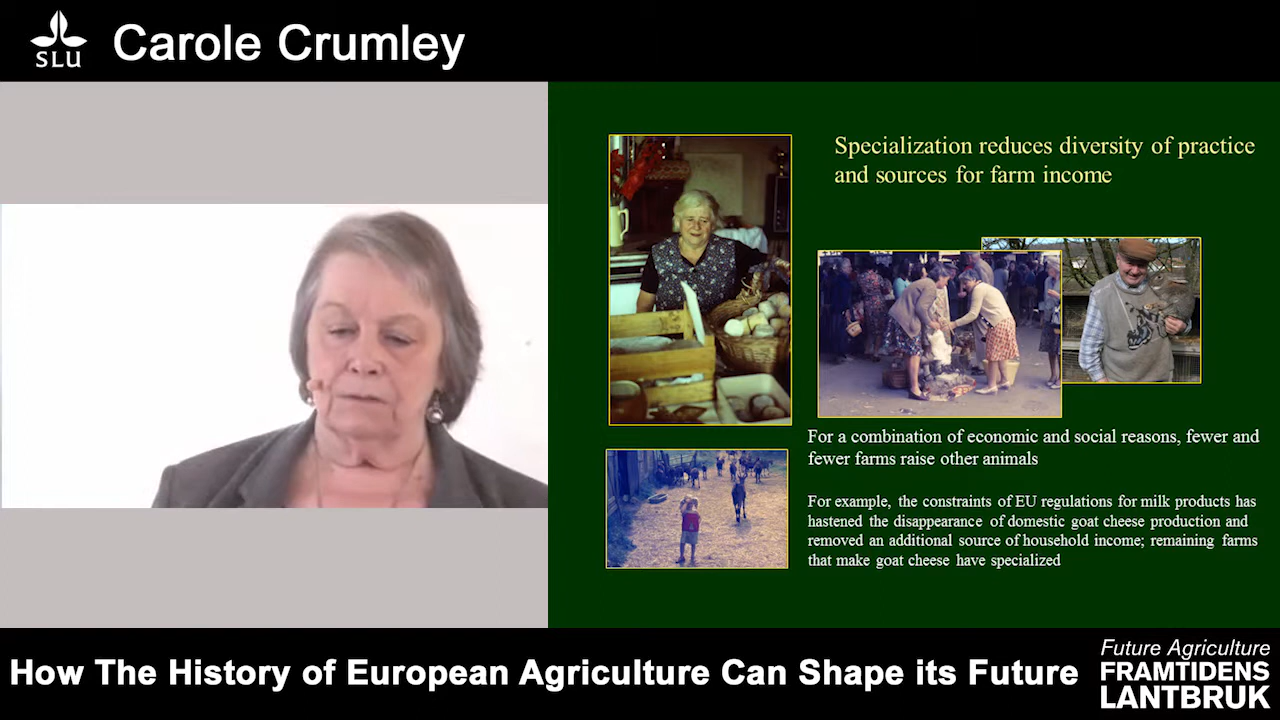 SLU
Carole Crumley
Specialization reduces diversity of practice
and sources for farm income
For a combination of economic and social reasons, fewer and
fewer farms raise other animals
For example, the constraints of EU regulations for milk products has
hastened the disappearance of domestic goat cheese production and
removed an additional source of household income; remaining farms
that make goat cheese have specialized
How The History of European Agriculture Can Shape its Future
Future Agriculture
FRAMTIDENS
LANTBRUK